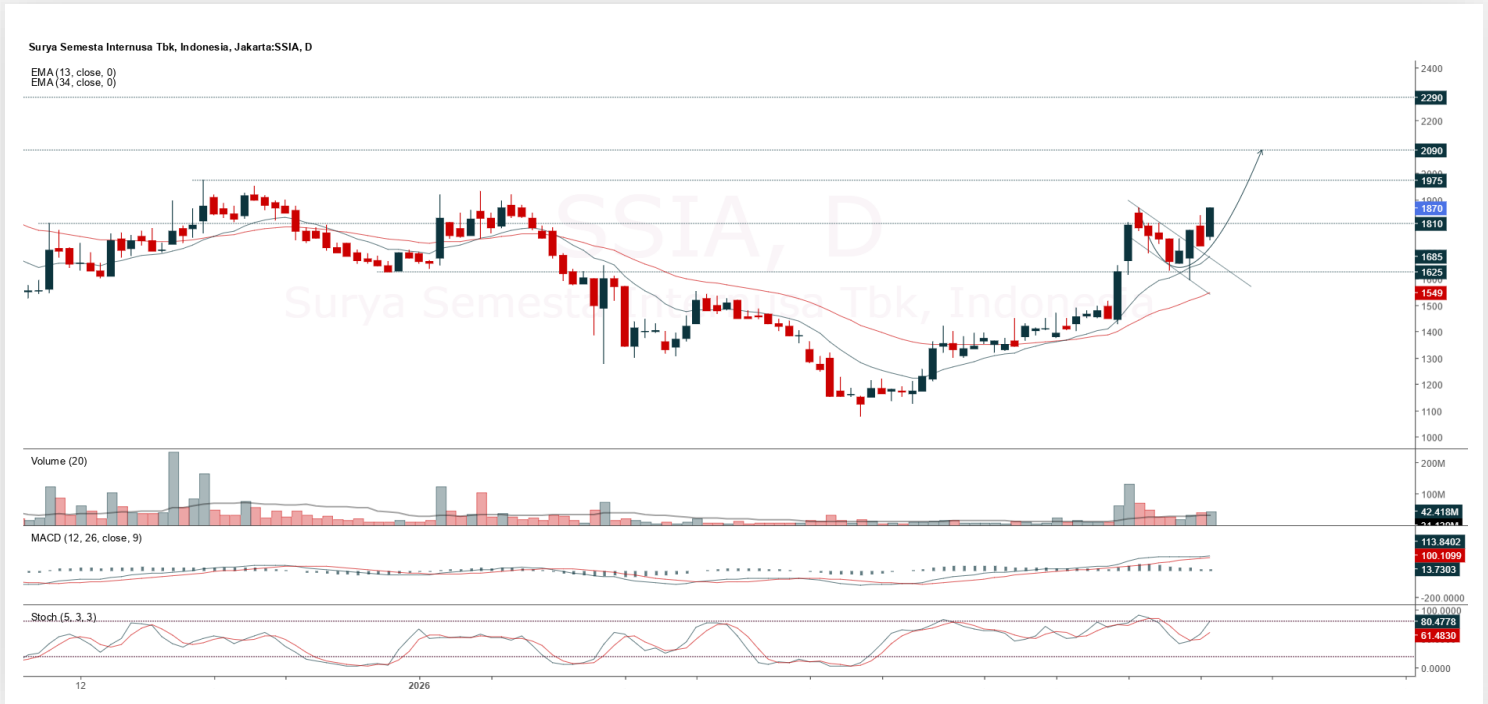 Surya Semesta Internusa Tbk, Indonesia, Jakarta:SSIA, D
EMA (13, close, 0)
EMA (34, close, 0)
SSIA, D
Surya Semesta Internusa Tbk, Indonesia
2400
2290
2200
2090
2000
1975
1900
1870
1810
1685
1625
1600
1549
1500
1400
1300
1200
1100
1000
Volume (20)
200M
100M
42.418M
MACD (12, 26, close, 9)
113.8402
100.1099
13.7303
-200.0000
Stoch (5, 3, 3)
100.0000
80.4778
61.4830
0.0000
12
2026